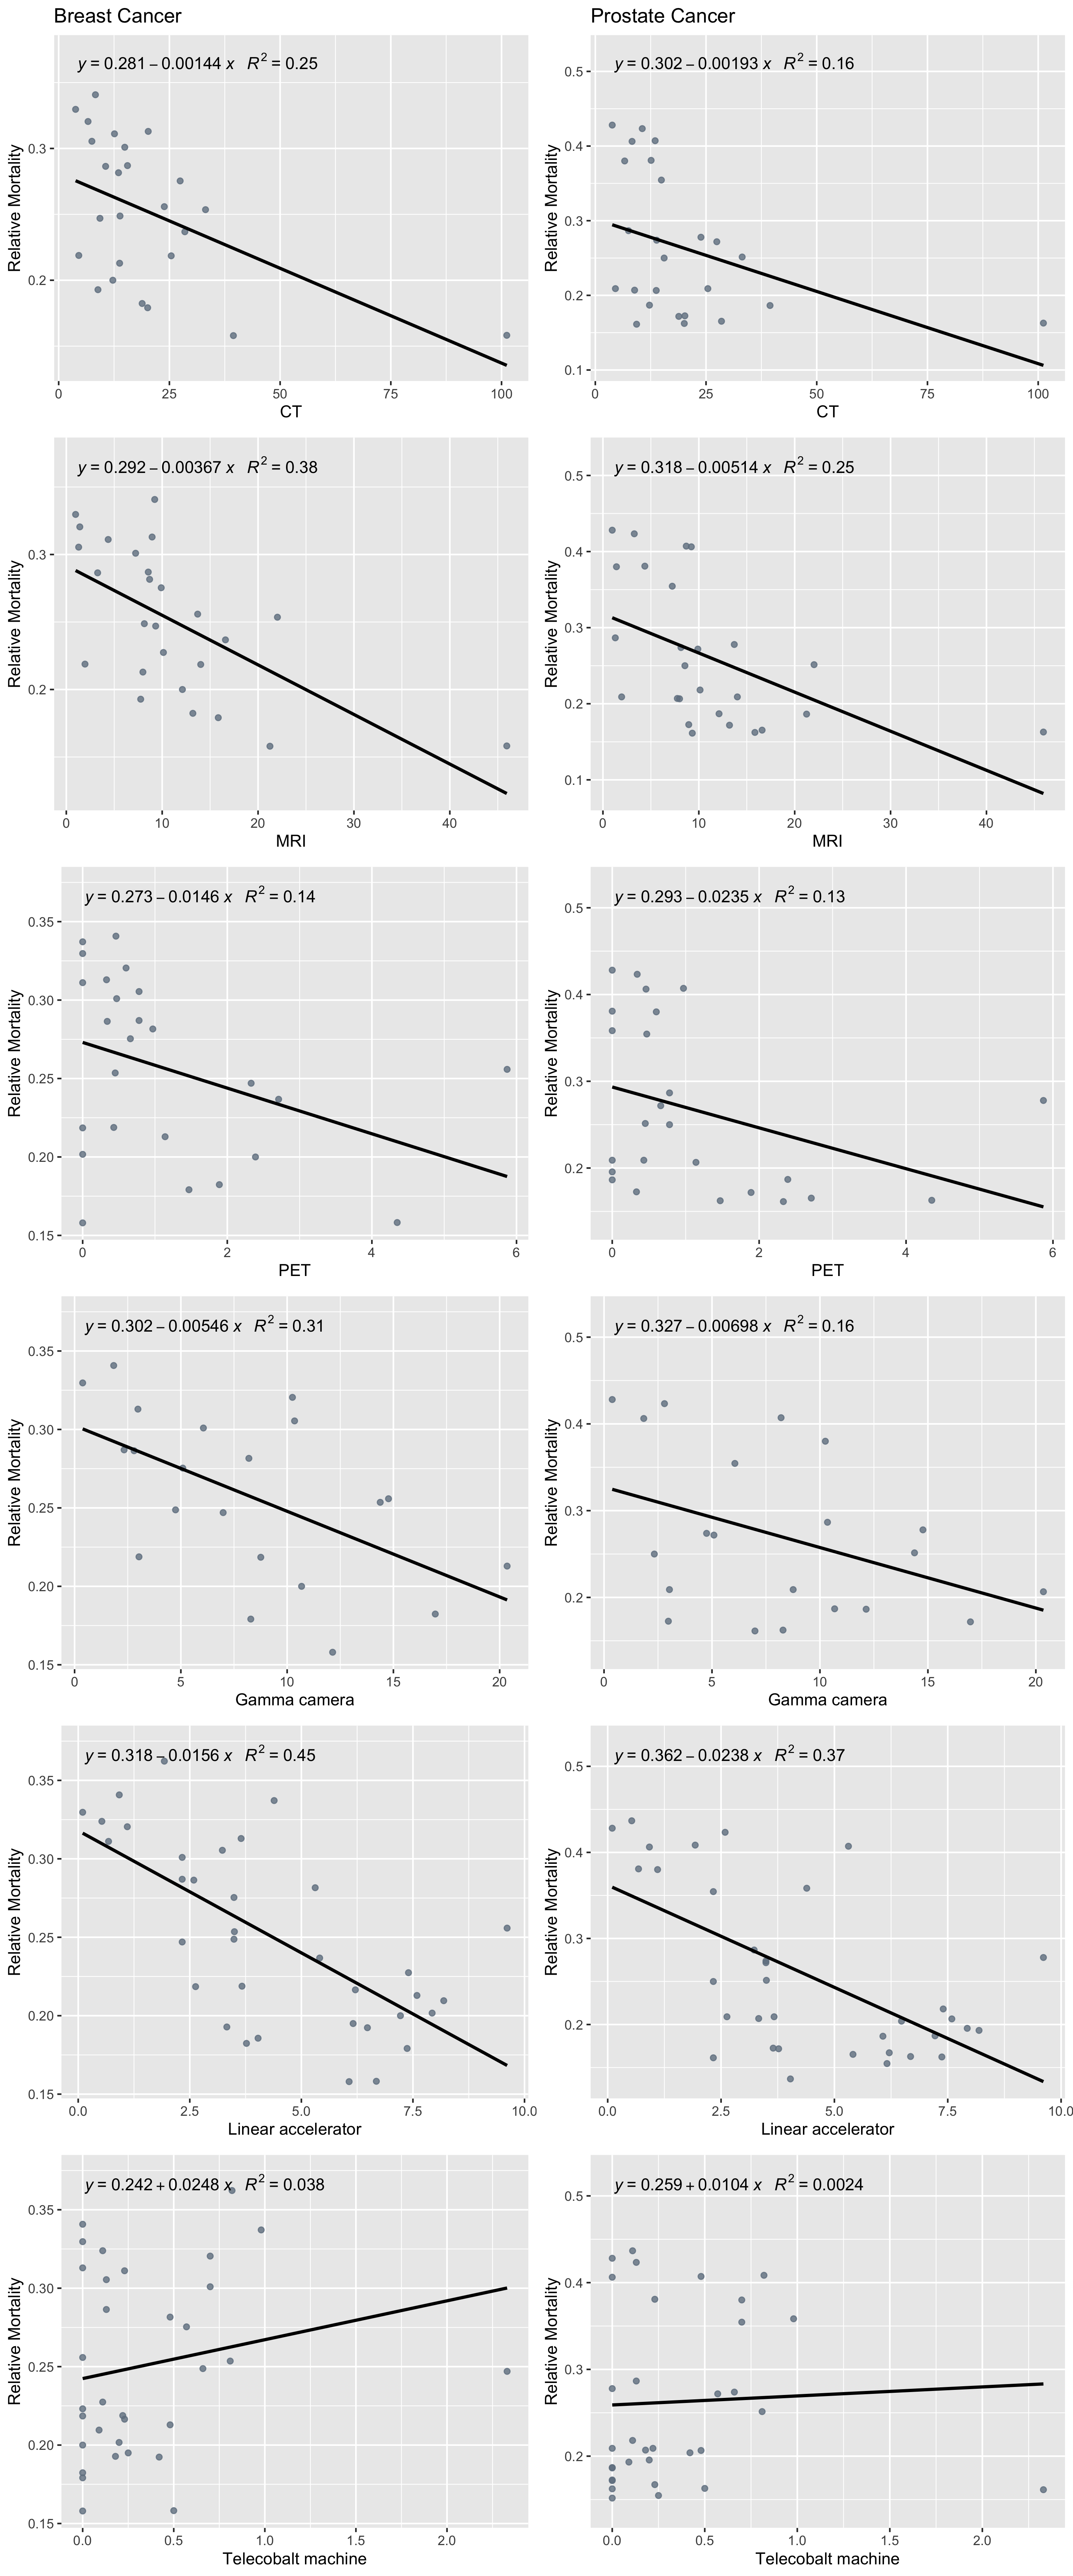 Breast Cancer
Prostate Cancer
y = 0.281 – 0.00144 x R² = 0.25
0.3
0.2
Relative Mortality
0 25 50 75 100
CT
y = 0.302 – 0.00193 x R² = 0.16
0.5
0.4
0.3
0.2
0.1
Relative Mortality
0 25 50 75 100
CT
y = 0.292 – 0.00367 x R² = 0.38
0.3
0.2
Relative Mortality
0 10 20 30 40
MRI
y = 0.318 – 0.00514 x R² = 0.25
0.5
0.4
0.3
0.2
0.1
Relative Mortality
0 10 20 30 40
MRI
y = 0.273 – 0.0146 x R² = 0.14
0.35
0.30
0.25
0.20
0.15
Relative Mortality
0 2 4 6
PET
y = 0.293 – 0.0235 x R² = 0.13
0.5
0.4
0.3
0.2
Relative Mortality
0 2 4 6
PET
y = 0.302 – 0.00546 x R² = 0.31
0.35
0.30
0.25
0.20
0.15
Relative Mortality
0 5 10 15 20
Gamma camera
y = 0.327 – 0.00698 x R² = 0.16
0.5
0.4
0.3
0.2
Relative Mortality
0 5 10 15 20
Gamma camera
y = 0.318 – 0.0156 x R² = 0.45
0.35
0.30
0.25
0.20
0.15
Relative Mortality
0.0 2.5 5.0 7.5 10.0
Linear accelerator
y = 0.362 – 0.0238 x R² = 0.37
0.5
0.4
0.3
0.2
Relative Mortality
0.0 2.5 5.0 7.5 10.0
Linear accelerator
y = 0.242 + 0.0248 x R² = 0.038
0.35
0.30
0.25
0.20
0.15
Relative Mortality
0.0 0.5 1.0 1.5 2.0
Telecobalt machine
y = 0.259 + 0.0104 x R² = 0.0024
0.5
0.4
0.3
0.2
Relative Mortality
0.0 0.5 1.0 1.5 2.0
Telecobalt machine